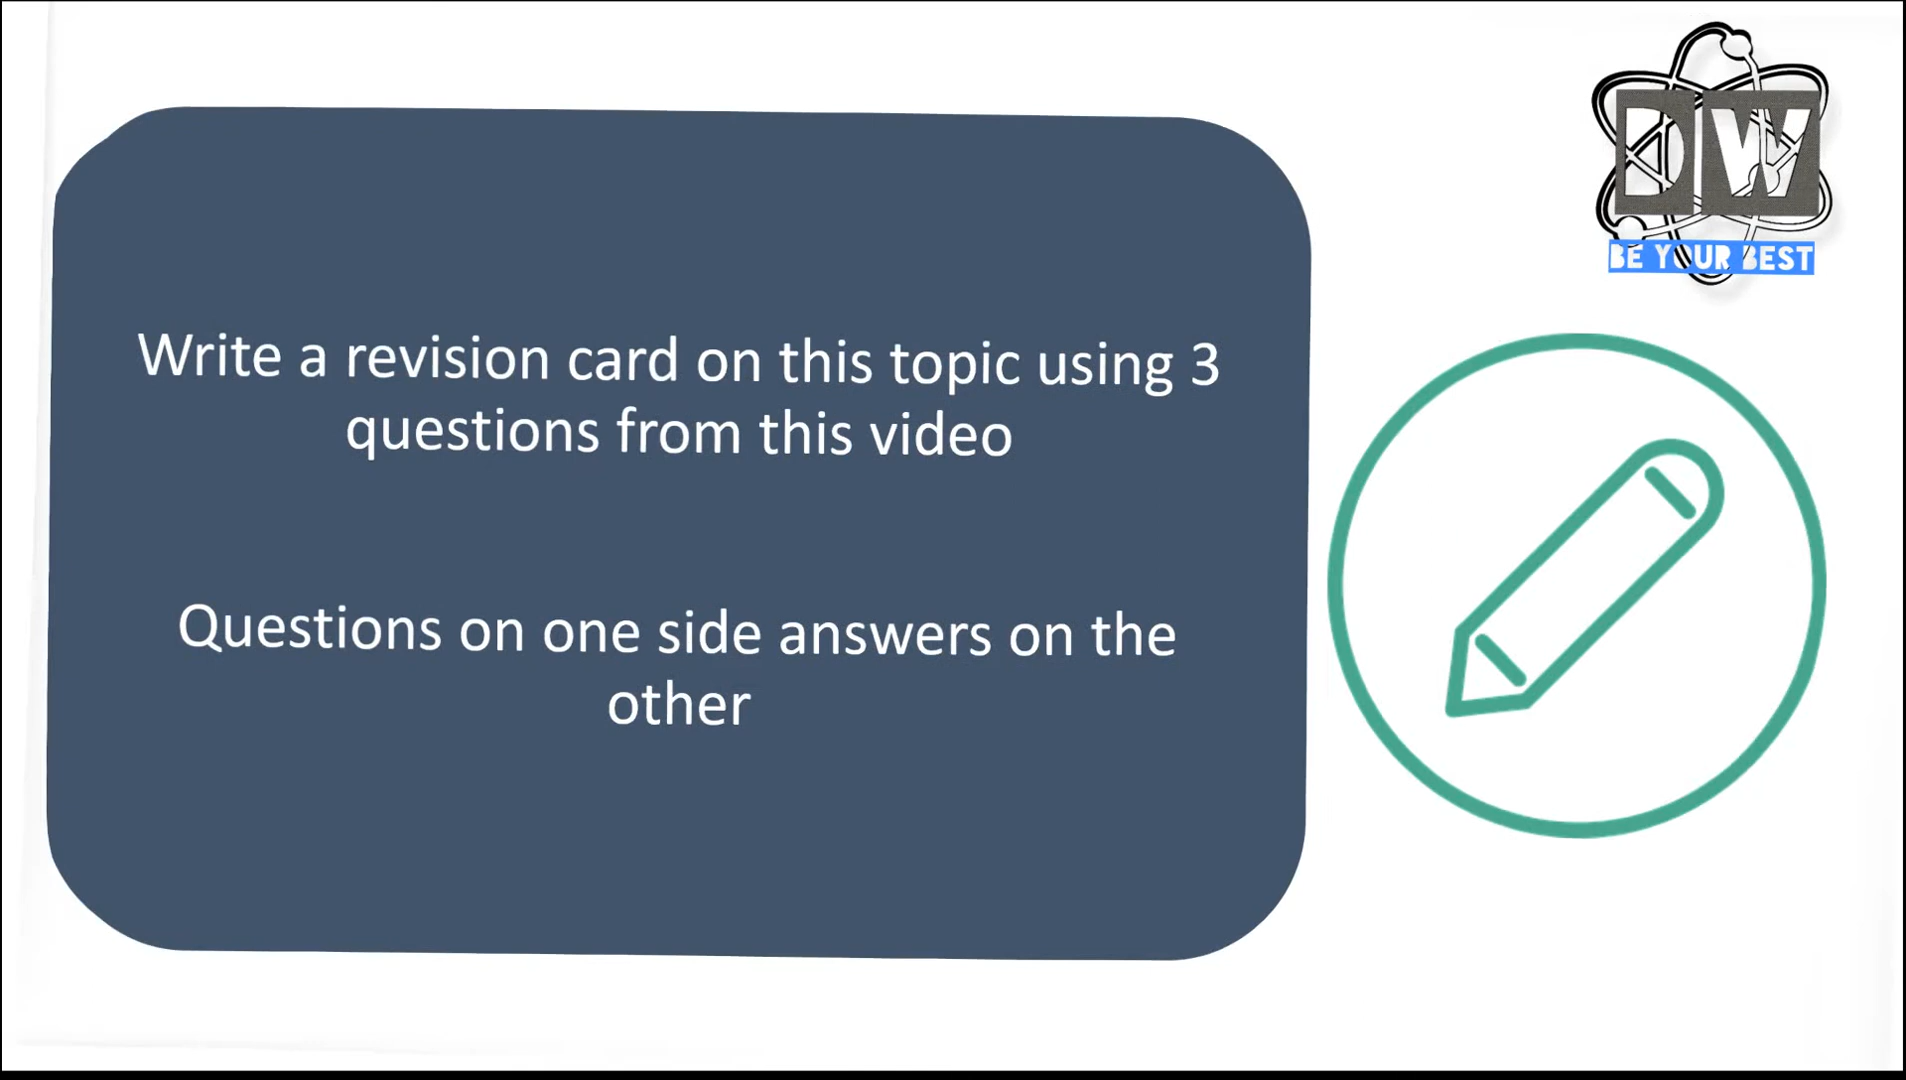 DW
BE YOUR BEST
Write a revision card on this topic using 3
questions from this video
Questions on one side answers on the
other